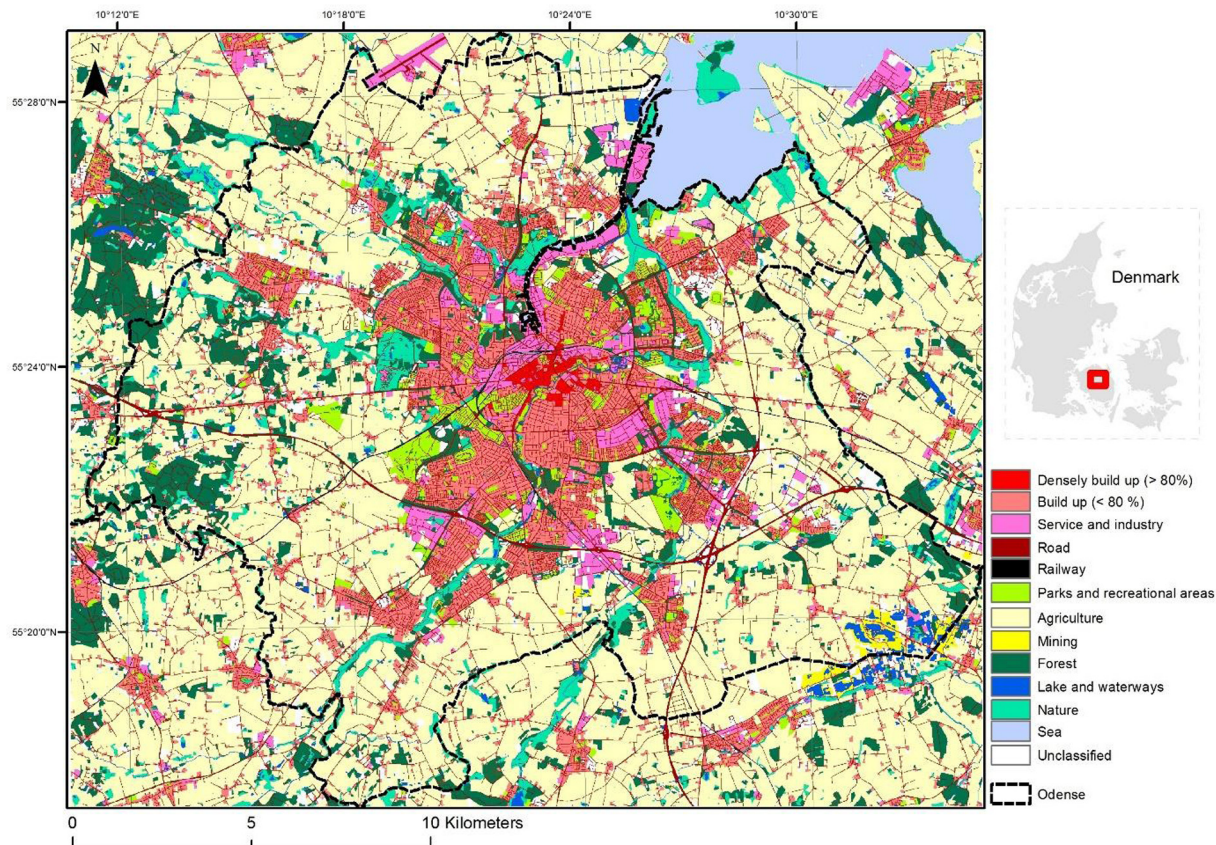 10°12'0"E 10°18'0"E 10°24'0"E 10°30'0"E
N
55°28'0"N
55°24'0"N
55°20'0"N
Denmark
Densely build up (> 80%)
Build up (< 80 %)
Service and industry
Road
Railway
Parks and recreational areas
Agriculture
Mining
Forest
Lake and waterways
Nature
Sea
Unclassified
Odense
0 5 10 Kilometers